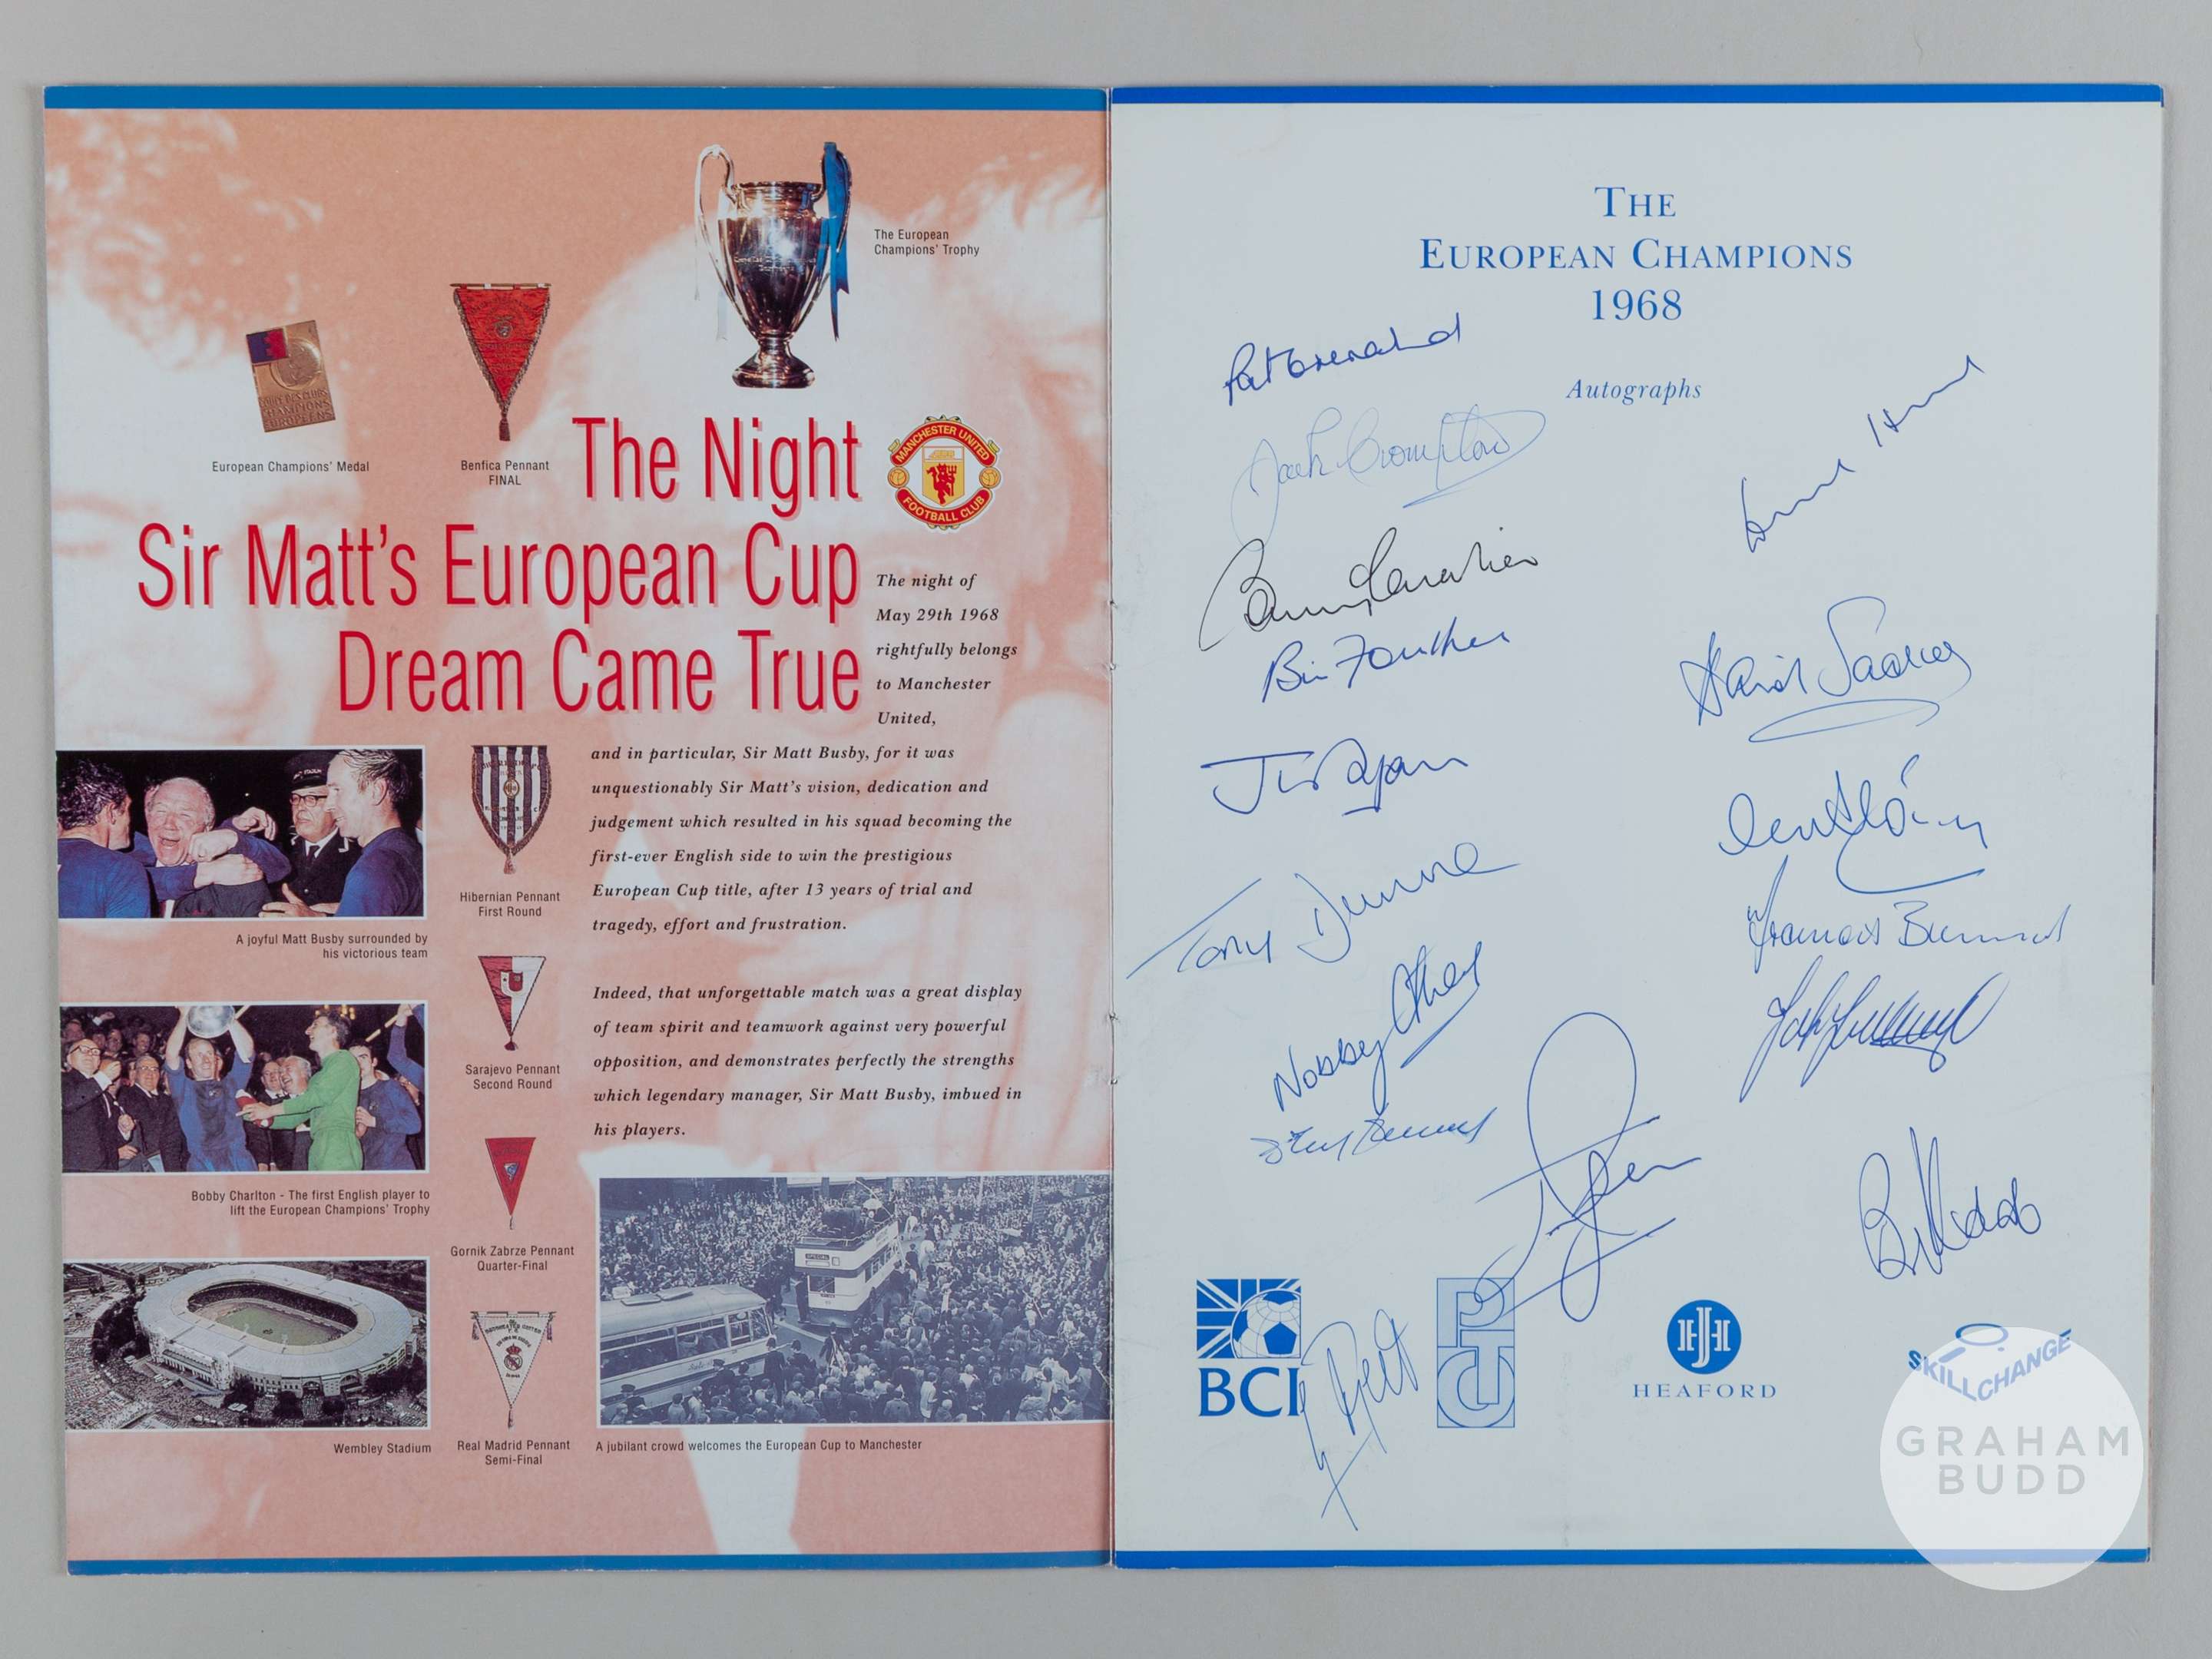 The European
Champions' Trophy
European Champions' Medal
Benfica Pennant
FINAL
MANCHESTER UNITED
FOOTBALL CLUB
The Night
Sir Matt's European Cup
Dream Came True
The night of
May 29th 1968
rightfully belongs
to Manchester
United,
and in particular, Sir Matt Busby, for it was
unquestionably Sir Matt's vision, dedication and
judgement which resulted in his squad becoming the
first-ever English side to win the prestigious
European Cup title, after 13 years of trial and
tragedy, effort and frustration.
Indeed, that unforgettable match was a great display
of team spirit and teamwork against very powerful
opposition, and demonstrates perfectly the strengths
which legendary manager, Sir Matt Busby, imbued in
his players.
A joyful Matt Busby surrounded by
his victorious team
Hibernian Pennant
First Round
Sarajevo Pennant
Second Round
Bobby Charlton - The first English player to
lift the European Champions' Trophy
Gornik Zabrze Pennant
Quarter-Final
Wembley Stadium
Real Madrid Pennant
Semi-Final
A jubilant crowd welcomes the European Cup to Manchester
THE
EUROPEAN CHAMPIONS
1968
Autographs
Pat Crerand
Jack Crompton
Bill Foulkes
David Sadler
J Ryan
Tony Dunne
Francis Burns
Nobby Stiles
BCI
HEAFORD
SKILLCHANGE
GRAHAM
BUDD